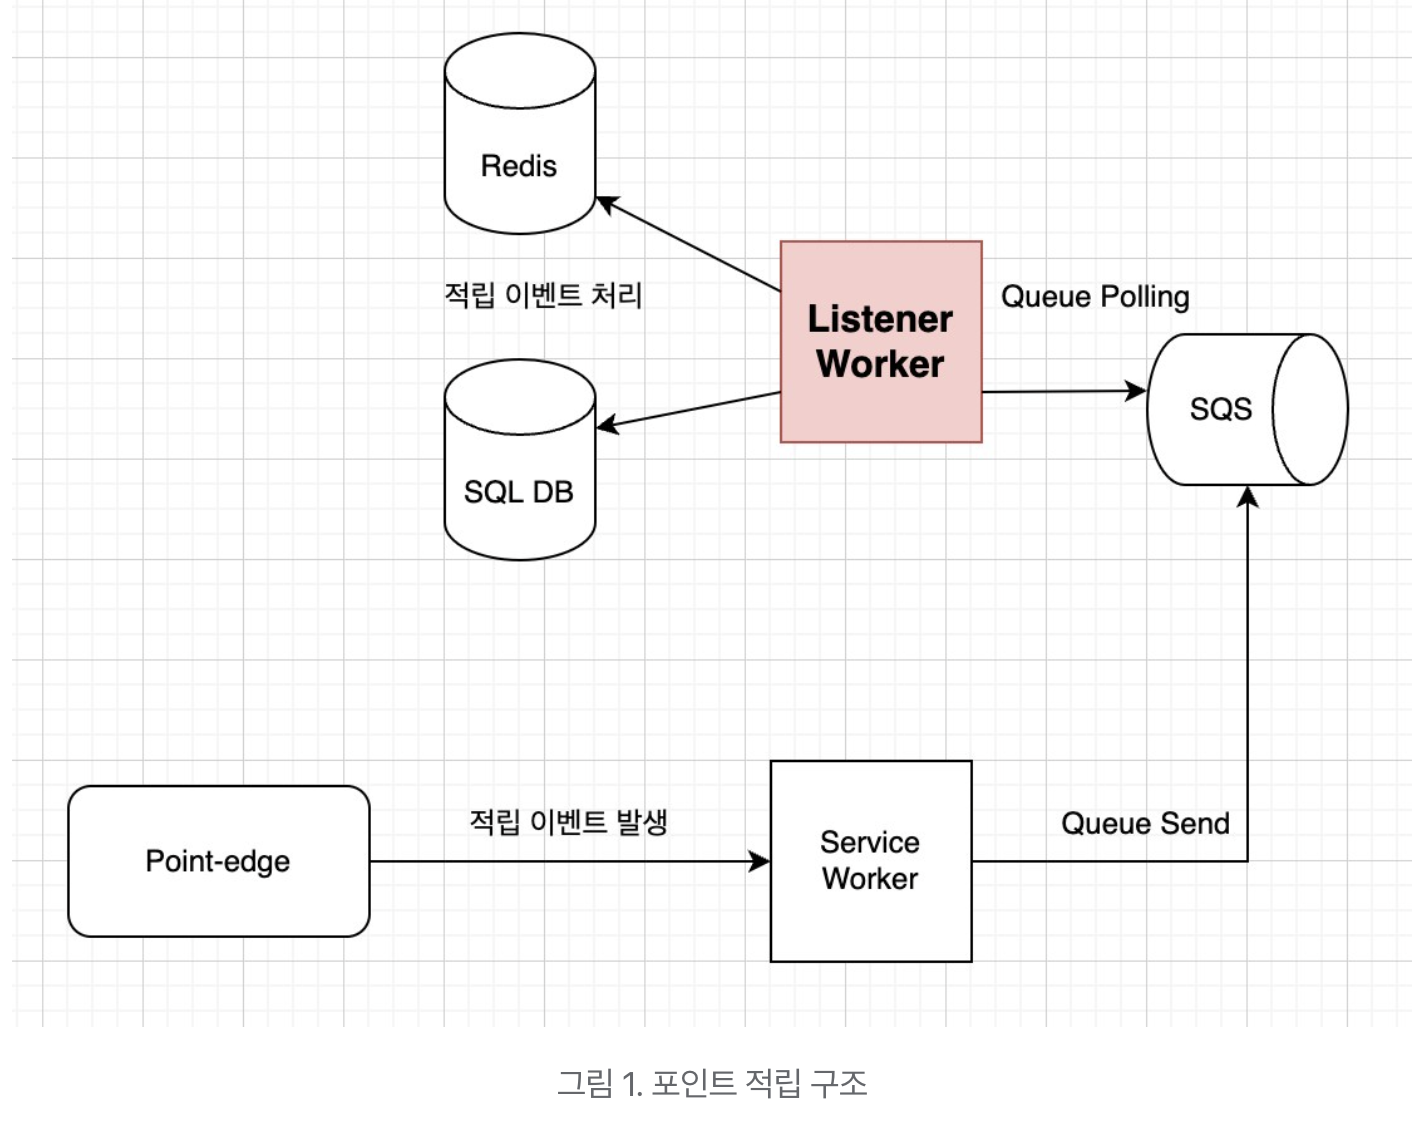 Redis
적립 이벤트 처리
Listener
Worker
Queue Polling
SQS
SQL DB
Point-edge
적립 이벤트 발생
Service
Worker
Queue Send
그림 1. 포인트 적립 구조